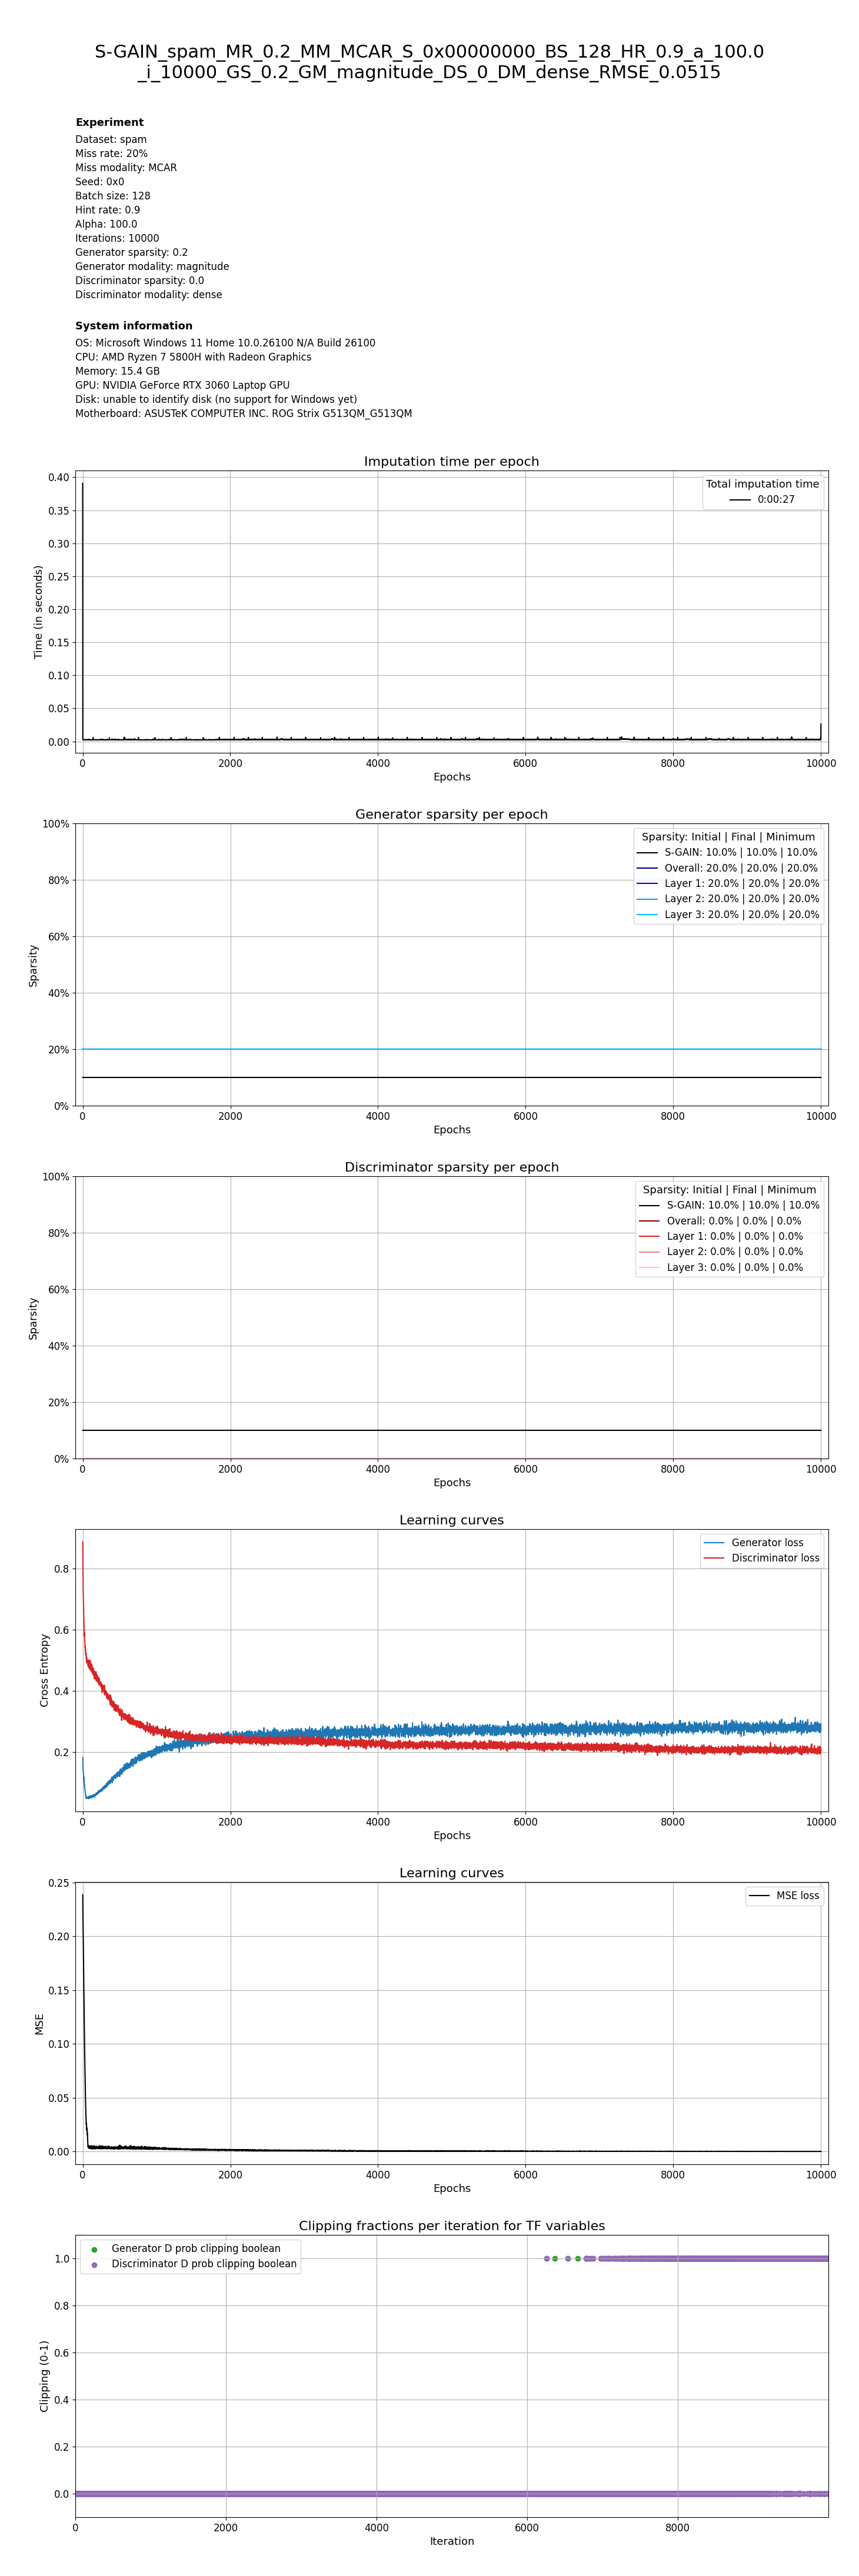 S-GAIN_spam_MR_0.2_MM_MCAR_S_0x00000000_BS_128_HR_0.9_a_100.0
_i_10000_GS_0.2_GM_magnitude_DS_0_DM_dense_RMSE_0.0515
Experiment
Dataset: spam
Miss rate: 20%
Miss modality: MCAR
Seed: 0x0
Batch size: 128
Hint rate: 0.9
Alpha: 100.0
Iterations: 10000
Generator sparsity: 0.2
Generator modality: magnitude
Discriminator sparsity: 0.0
Discriminator modality: dense
System information
OS: Microsoft Windows 11 Home 10.0.26100 N/A Build 26100
CPU: AMD Ryzen 7 5800H with Radeon Graphics
Memory: 15.4 GB
GPU: NVIDIA GeForce RTX 3060 Laptop GPU
Disk: unable to identify disk (no support for Windows yet)
Motherboard: ASUSTeK COMPUTER INC. ROG Strix G513QM_G513QM
Imputation time per epoch
Total imputation time
0:00:27
Time (in seconds)
0.40
0.35
0.30
0.25
0.20
0.15
0.10
0.05
0.00
0 2000 4000 6000 8000 10000
Epochs
Generator sparsity per epoch
Sparsity: Initial | Final | Minimum
S-GAIN: 10.0% | 10.0% | 10.0%
Overall: 20.0% | 20.0% | 20.0%
Layer 1: 20.0% | 20.0% | 20.0%
Layer 2: 20.0% | 20.0% | 20.0%
Layer 3: 20.0% | 20.0% | 20.0%
Sparsity
100%
80%
60%
40%
20%
0%
0 2000 4000 6000 8000 10000
Epochs
Discriminator sparsity per epoch
Sparsity: Initial | Final | Minimum
S-GAIN: 10.0% | 10.0% | 10.0%
Overall: 0.0% | 0.0% | 0.0%
Layer 1: 0.0% | 0.0% | 0.0%
Layer 2: 0.0% | 0.0% | 0.0%
Layer 3: 0.0% | 0.0% | 0.0%
Sparsity
100%
80%
60%
40%
20%
0%
0 2000 4000 6000 8000 10000
Epochs
Learning curves
Generator loss
Discriminator loss
Cross Entropy
0.8
0.6
0.4
0.2
0 2000 4000 6000 8000 10000
Epochs
Learning curves
MSE loss
MSE
0.25
0.20
0.15
0.10
0.05
0.00
0 2000 4000 6000 8000 10000
Epochs
Clipping fractions per iteration for TF variables
Generator D prob clipping boolean
Discriminator D prob clipping boolean
Clipping (0-1)
1.0
0.8
0.6
0.4
0.2
0.0
0 2000 4000 6000 8000
Iteration